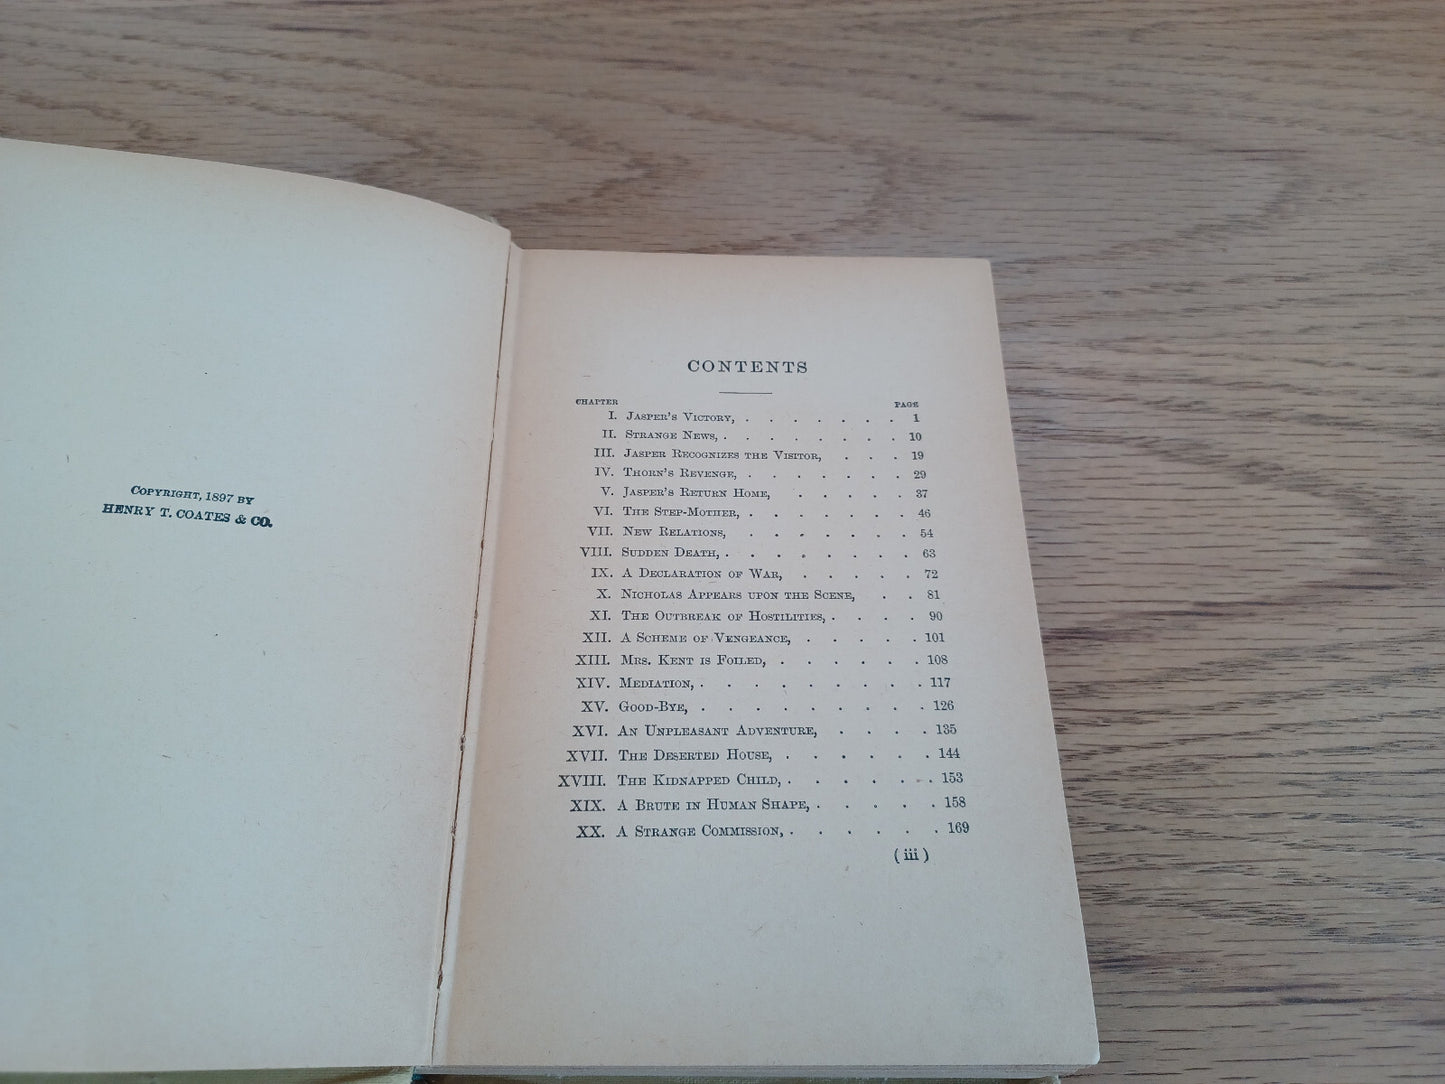 COPYRIGHT, 1897 BY
HENRY T. COATES & CO.
CONTENTS
CHAPTER PAGE
I. JASPER'S VICTORY, . . . . . . . 1
II. STRANGE NEWS, . . . . . . . . 10
III. JASPER RECOGNIZES THE VISITOR, . . . 19
IV. THORN'S REVENGE, . . . . . . . 29
V. JASPER'S RETURN HOME, . . . . . 37
VI. THE STEP-MOTHER, . . . . . . . 46
VII. NEW RELATIONS, . . . . . . . 54
VIII. SUDDEN DEATH, . . . . . . . . 63
IX. A DECLARATION OF WAR, . . . . . 72
X. NICHOLAS APPEARS UPON THE SCENE, . . 81
XI. THE OUTBREAK OF HOSTILITIES, . . . . 90
XII. A SCHEME OF VENGEANCE, . . . . . 101
XIII. MRS. KENT IS FOILED, . . . . . . 108
XIV. MEDIATION, . . . . . . . . . 117
XV. GOOD-BYE, . . . . . . . . . 126
XVI. AN UNPLEASANT ADVENTURE, . . . . 135
XVII. THE DESERTED HOUSE, . . . . . . 144
XVIII. THE KIDNAPPED CHILD, . . . . . . 153
XIX. A BRUTE IN HUMAN SHAPE, . . . . . 158
XX. A STRANGE COMMISSION, . . . . . . 169
( iii )